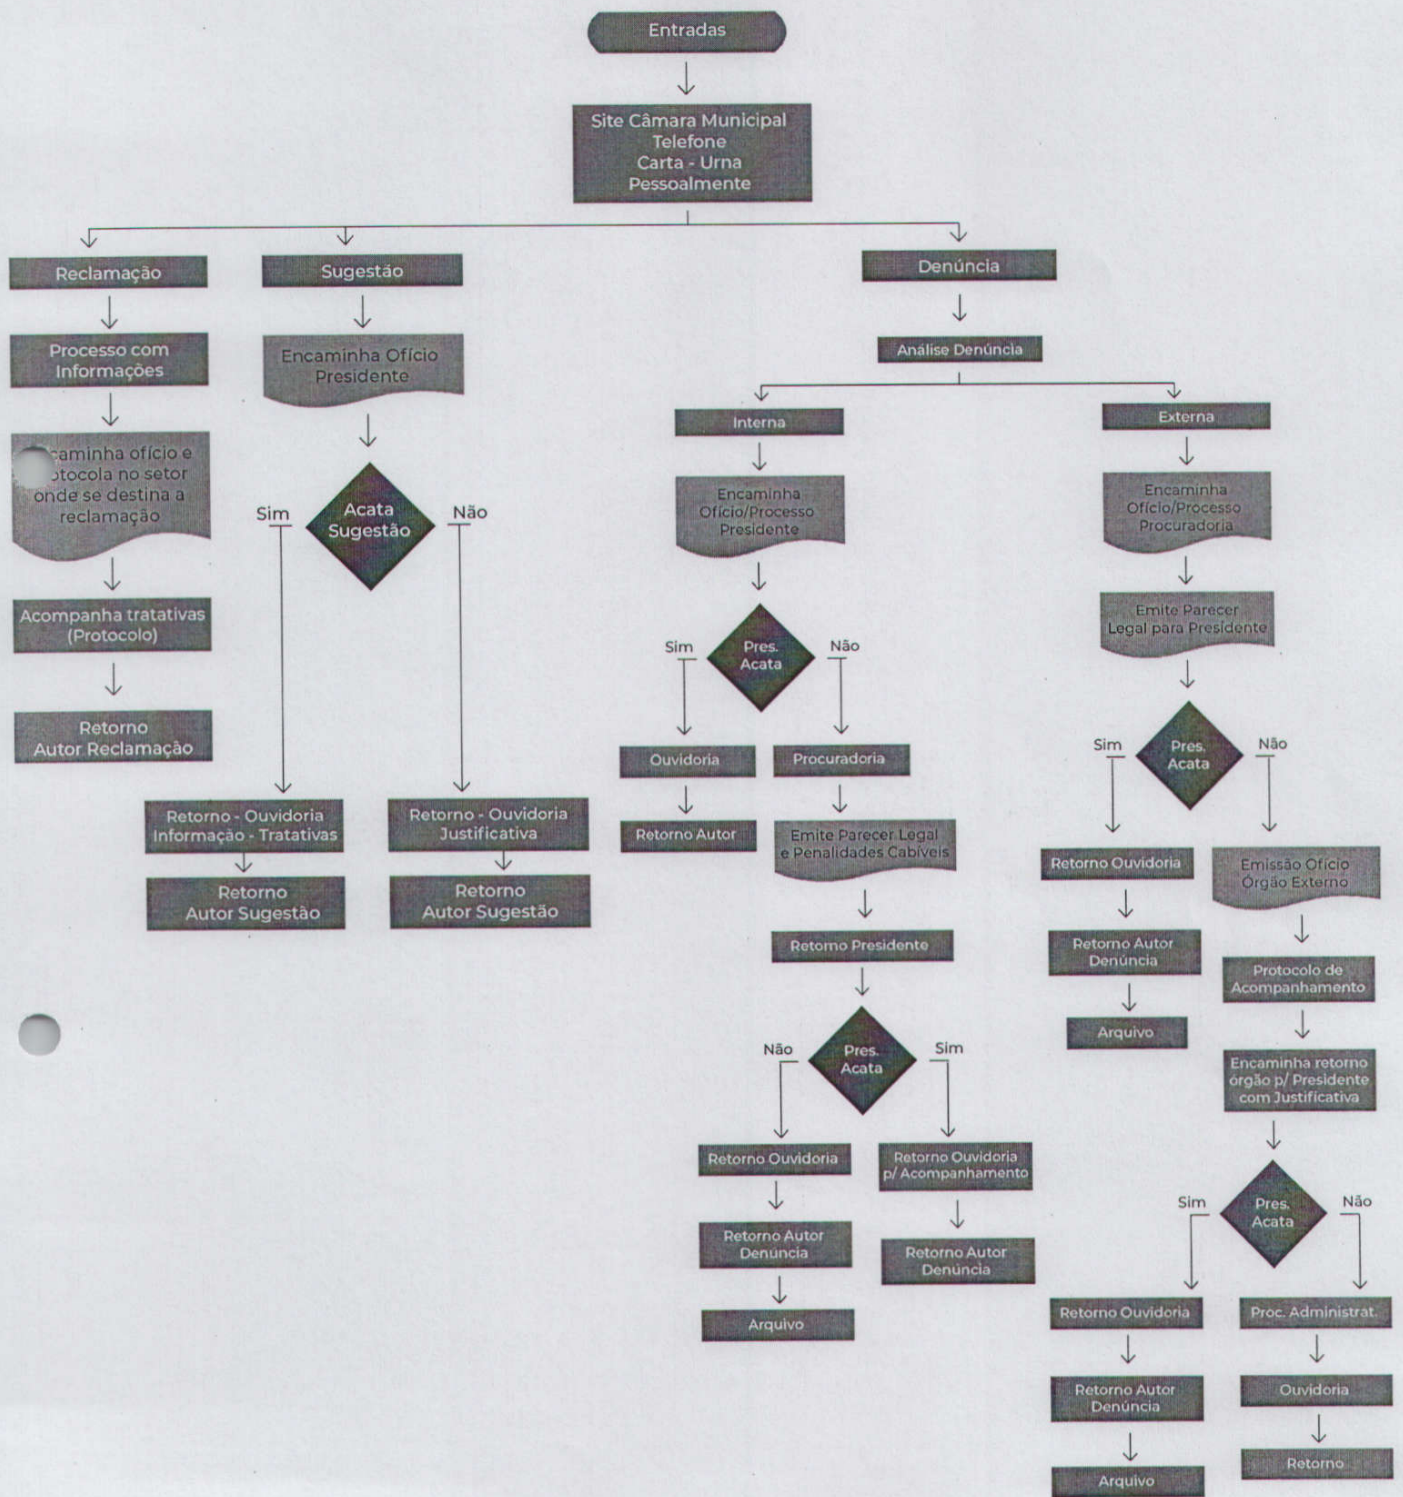 Entradas
Site Câmara Municipal
Telefone
Carta - Urna
Pessoalmente
Reclamação
Processo com
Informações
caminha ofício e
otocola no setor
onde se destina a
reclamação
Acompanha tratativas
(Protocolo)
Retorno
Autor Reclamação
Sugestão
Encaminha Ofício
Presidente
Acata
Sugestão
Sim
Não
Retorno - Ouvidoria
Informação - Tratativas
Retorno
Autor Sugestão
Retorno - Ouvidoria
Justificativa
Retorno
Autor Sugestão
Denúncia
Análise Denúncia
Interna
Encaminha
Ofício/Processo
Presidente
Pres.
Acata
Sim
Não
Ouvidoria
Retorno Autor
Procuradoria
Emite Parecer Legal
e Penalidades Cabíveis
Retorno Presidente
Pres.
Acata
Não
Sim
Retorno Ouvidoria
Retorno Autor
Denúncia
Arquivo
Retorno Ouvidoria
p/ Acompanhamento
Retorno Autor
Denúncia
Externa
Encaminha
Ofício/Processo
Procuradoria
Emite Parecer
Legal para Presidente
Pres.
Acata
Sim
Não
Retorno Ouvidoria
Retorno Autor
Denúncia
Arquivo
Emissão Ofício
Órgão Externo
Protocolo de
Acompanhamento
Encaminha retorno
órgão p/ Presidente
com Justificativa
Pres.
Acata
Sim
Não
Retorno Ouvidoria
Retorno Autor
Denúncia
Arquivo
Proc. Administrat.
Ouvidoria
Retorno